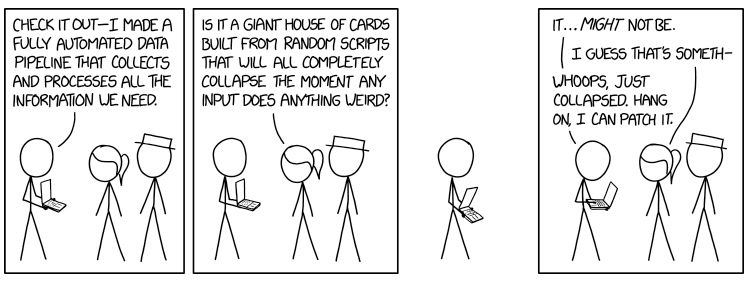 CHECK IT OUT—I MADE A
FULLY AUTOMATED DATA
PIPELINE THAT COLLECTS
AND PROCESSES ALL THE
INFORMATION WE NEED.
IS IT A GIANT HOUSE OF CARDS
BUILT FROM RANDOM SCRIPTS
THAT WILL ALL COMPLETELY
COLLAPSE THE MOMENT ANY
INPUT DOES ANYTHING WEIRD?
IT... MIGHT NOT BE.
I GUESS THAT'S SOMETH-
WHOOPS, JUST
COLLAPSED. HANG
ON, I CAN PATCH IT.